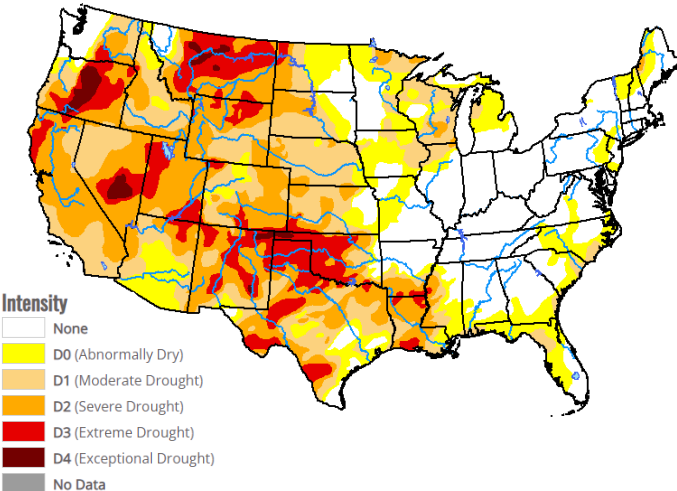 Intensity
None
D0 (Abnormally Dry)
D1 (Moderate Drought)
D2 (Severe Drought)
D3 (Extreme Drought)
D4 (Exceptional Drought)
No Data